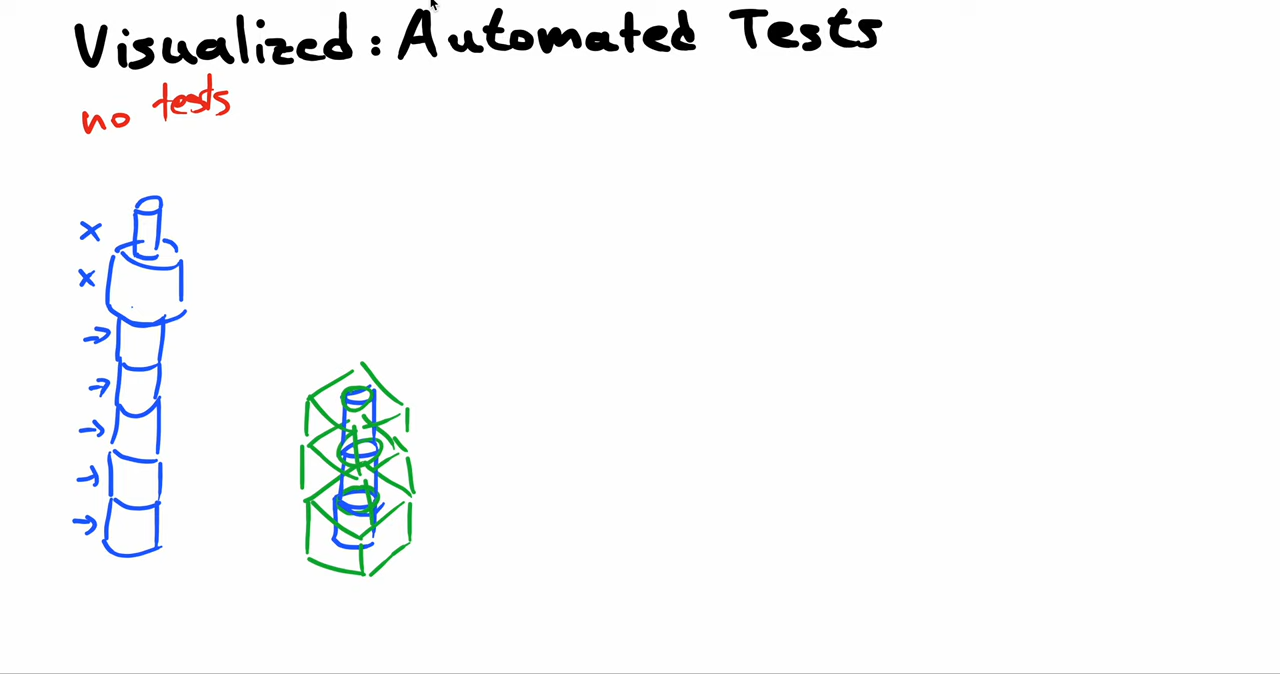 Visualized: Automated Tests
no tests
x
x
→
→
→
→
→